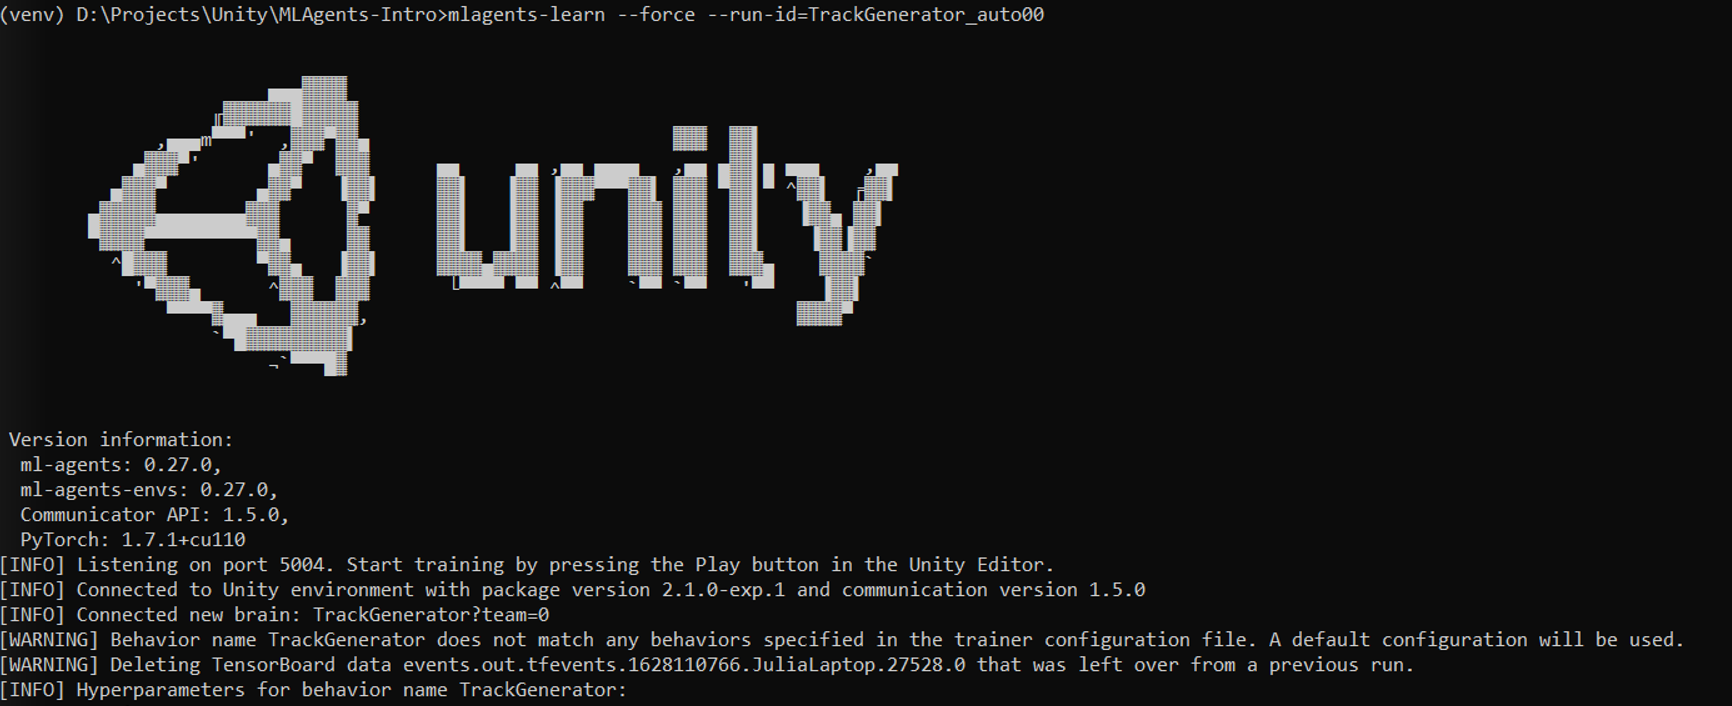 (venv) D:\Projects\Unity\MLAgents-Intro>mlagents-learn --force --run-id=TrackGenerator_auto00
unity
Version information:
ml-agents: 0.27.0,
ml-agents-envs: 0.27.0,
Communicator API: 1.5.0,
PyTorch: 1.7.1+cu110
[INFO] Listening on port 5004. Start training by pressing the Play button in the Unity Editor.
[INFO] Connected to Unity environment with package version 2.1.0-exp.1 and communication version 1.5.0
[INFO] Connected new brain: TrackGenerator?team=0
[WARNING] Behavior name TrackGenerator does not match any behaviors specified in the trainer configuration file. A default configuration will be used.
[WARNING] Deleting TensorBoard data events.out.tfevents.1628110766.JuliaLaptop.27528.0 that was left over from a previous run.
[INFO] Hyperparameters for behavior name TrackGenerator: